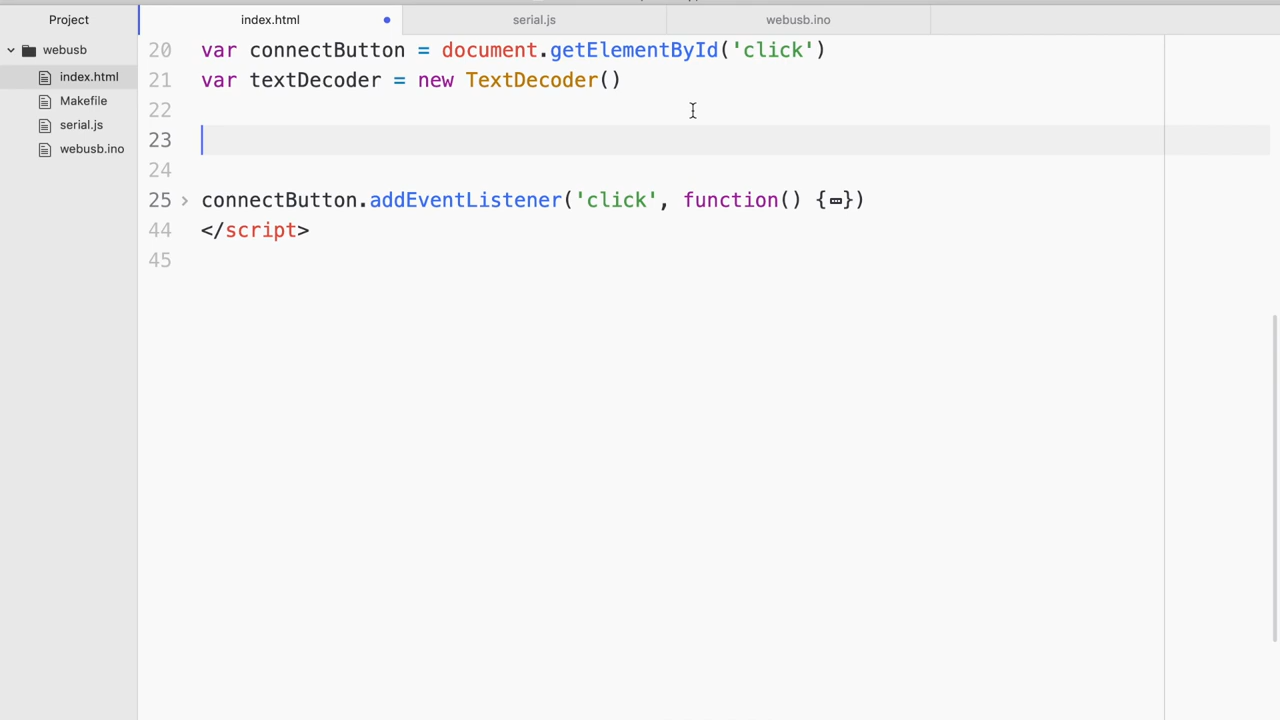 Project
index.html
serial.js
webusb.ino
webusb
index.html
Makefile
serial.js
webusb.ino
20 var connectButton = document.getElementById('click')
21 var textDecoder = new TextDecoder()
22
23
24
25 connectButton.addEventListener('click', function() {…})
44 </script>
45